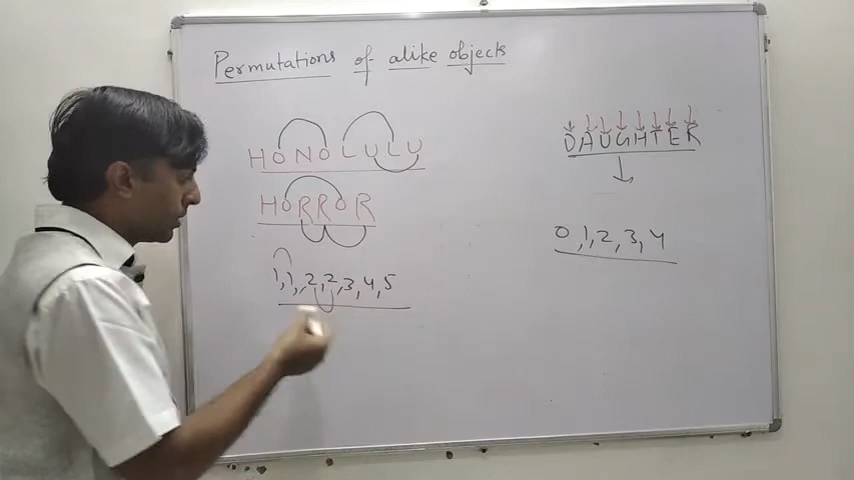 Permutations of alike objects
HONOLULU
HORROR
1,1,2,2,3,4,5
DAUGHTER
0,1,2,3,4